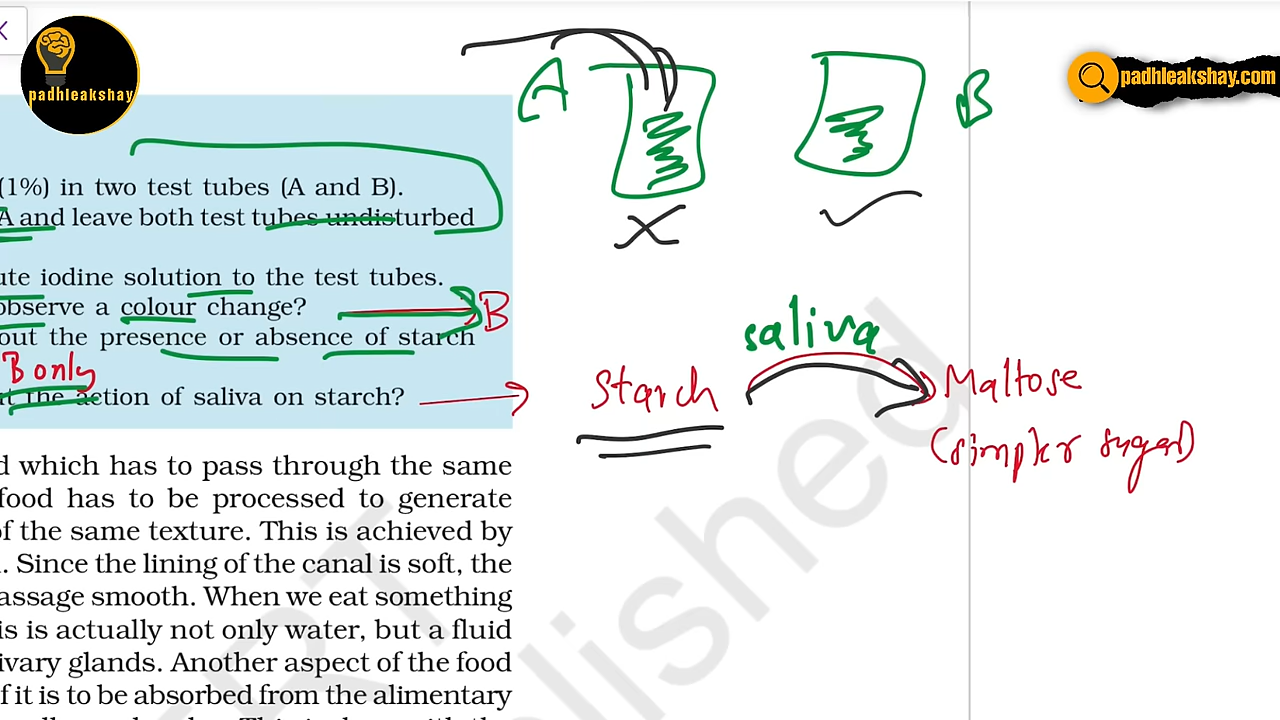 padhleakshay
padhleakshay.com
A
B
(1%) in two test tubes (A and B).
A and leave both test tubes undisturbed
ute iodine solution to the test tubes.
observe a colour change?
B
out the presence or absence of starch
B only
at the action of saliva on starch?
saliva
Starch
Maltose
(simpler sugar)
d which has to pass through the same
food has to be processed to generate
of the same texture. This is achieved by
. Since the lining of the canal is soft, the
assage smooth. When we eat something
is is actually not only water, but a fluid
ivary glands. Another aspect of the food
f it is to be absorbed from the alimentary